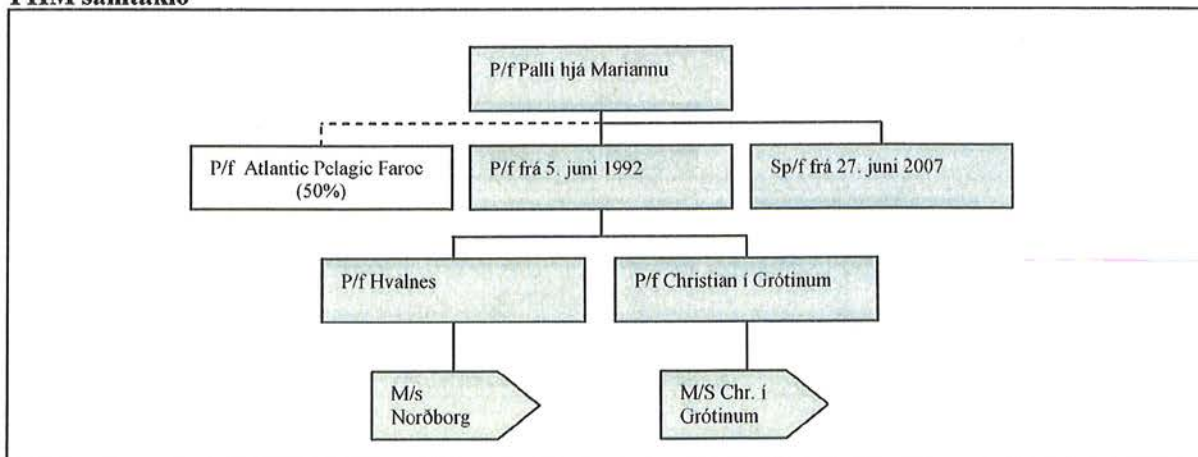 samtakið
P/f Palli hjá Mariannu
P/f Atlantic Pelagic Faroe
(50%)
P/f frá 5. juni 1992
Sp/f frá 27. juni 2007
P/f Hvalnes
P/f Christian í Grótinum
M/s
Norðborg
M/S Chr. í
Grótinum